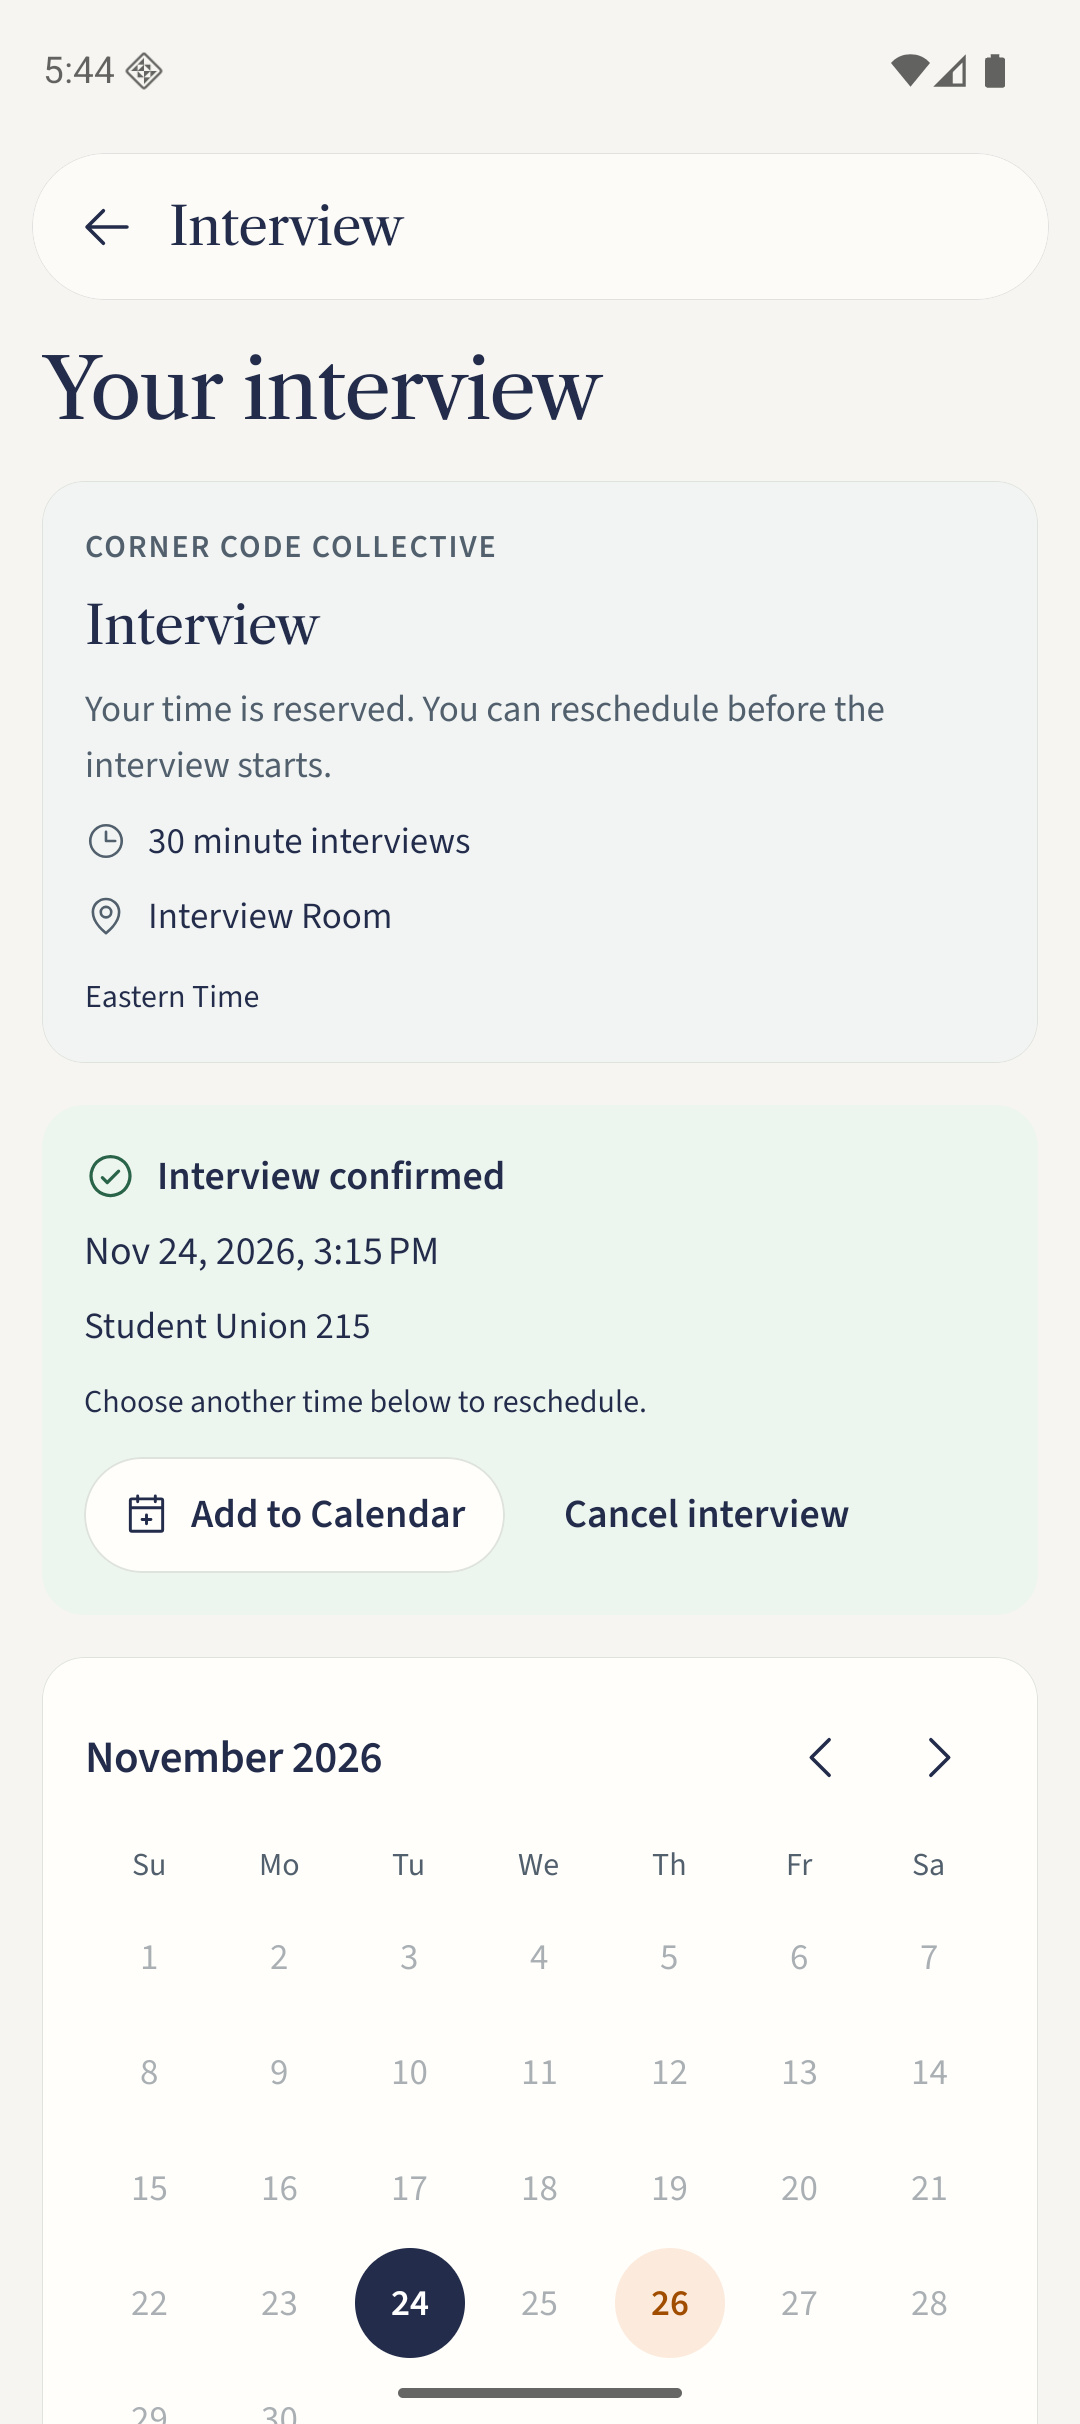 5:44
Interview
Your interview
CORNER CODE COLLECTIVE
Interview
Your time is reserved. You can reschedule before the
interview starts.
30 minute interviews
Interview Room
Eastern Time
Interview confirmed
Nov 24, 2026, 3:15 PM
Student Union 215
Choose another time below to reschedule.
Add to Calendar Cancel interview
November 2026
Su Mo Tu We Th Fr Sa
1 2 3 4 5 6 7
8 9 10 11 12 13 14
15 16 17 18 19 20 21
22 23 24 25 26 27 28
29 30